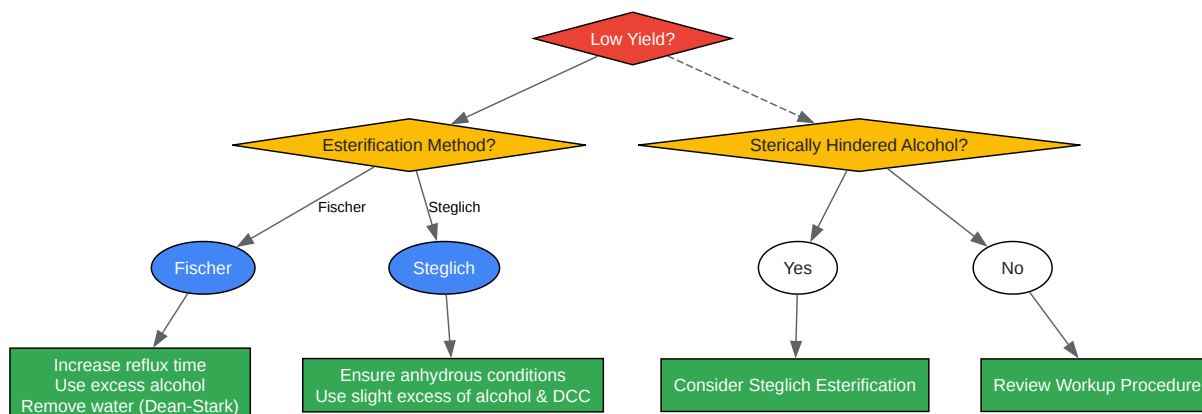 Low Yield?
Esterification Method?
Sterically Hindered Alcohol?
Fischer
Steglich
Fischer
Steglich
Yes
No
Increase reflux time
Use excess alcohol
Remove water (Dean-Stark)
Ensure anhydrous conditions
Use slight excess of alcohol & DCC
Consider Steglich Esterification
Review Workup Procedure